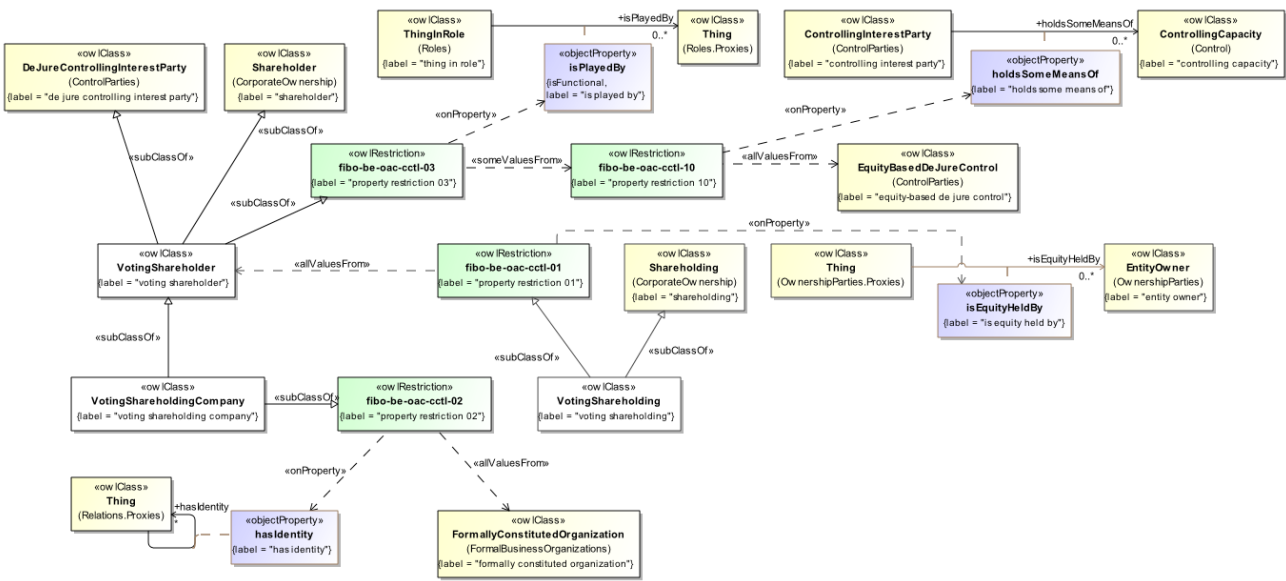 «owlClass»
ThingInRole
(Roles)
{label = "thing in role"}
+isPlayedBy
0..*
«owlClass»
Thing
(Roles.Proxies)
«owlClass»
ControllingInterestParty
(ControlParties)
{label = "controlling interest party"}
+holdsSomeMeansOf
0..*
«owlClass»
ControllingCapacity
(Control)
{label = "controlling capacity"}
«owlClass»
DeJureControllingInterestParty
(ControlParties)
{label = "de jure controlling interest party"}
«owlClass»
Shareholder
(CorporateOwnership)
{label = "shareholder"}
«objectProperty»
isPlayedBy
{isFunctional,
label = "is played by"}
«objectProperty»
holdsSomeMeansOf
{label = "holds some means of"}
«onProperty»
«onProperty»
«subClassOf»
«subClassOf»
«owlRestriction»
fibo-be-oac-cctl-03
{label = "property restriction 03"}
«someValuesFrom»
«owlRestriction»
fibo-be-oac-cctl-10
{label = "property restriction 10"}
«allValuesFrom»
«owlClass»
EquityBasedDeJureControl
(ControlParties)
{label = "equity-based de jure control"}
«subClassOf»
«onProperty»
«owlClass»
VotingShareholder
{label = "voting shareholder"}
«allValuesFrom»
«owlRestriction»
fibo-be-oac-cctl-01
{label = "property restriction 01"}
«owlClass»
Shareholding
(CorporateOwnership)
{label = "shareholding"}
«owlClass»
Thing
(OwnershipParties.Proxies)
+isEquityHeldBy
0..*
«owlClass»
EntityOwner
(OwnershipParties)
{label = "entity owner"}
«objectProperty»
isEquityHeldBy
{label = "is equity held by"}
«subClassOf»
«subClassOf»
«subClassOf»
«owlClass»
VotingShareholdingCompany
{label = "voting shareholding company"}
«subClassOf»
«owlRestriction»
fibo-be-oac-cctl-02
{label = "property restriction 02"}
«owlClass»
VotingShareholding
{label = "voting shareholding"}
«onProperty»
«allValuesFrom»
«owlClass»
Thing
(Relations.Proxies)
+hasIdentity
*
«objectProperty»
hasIdentity
{label = "has identity"}
«owlClass»
FormallyConstitutedOrganization
(FormalBusinessOrganizations)
{label = "formally constituted organization"}